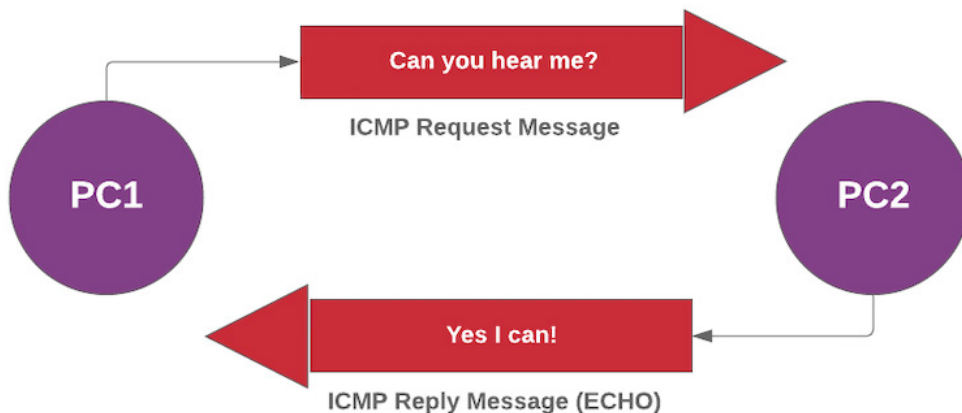 Can you hear me?
ICMP Request Message
PC1
PC2
Yes I can!
ICMP Reply Message (ECHO)